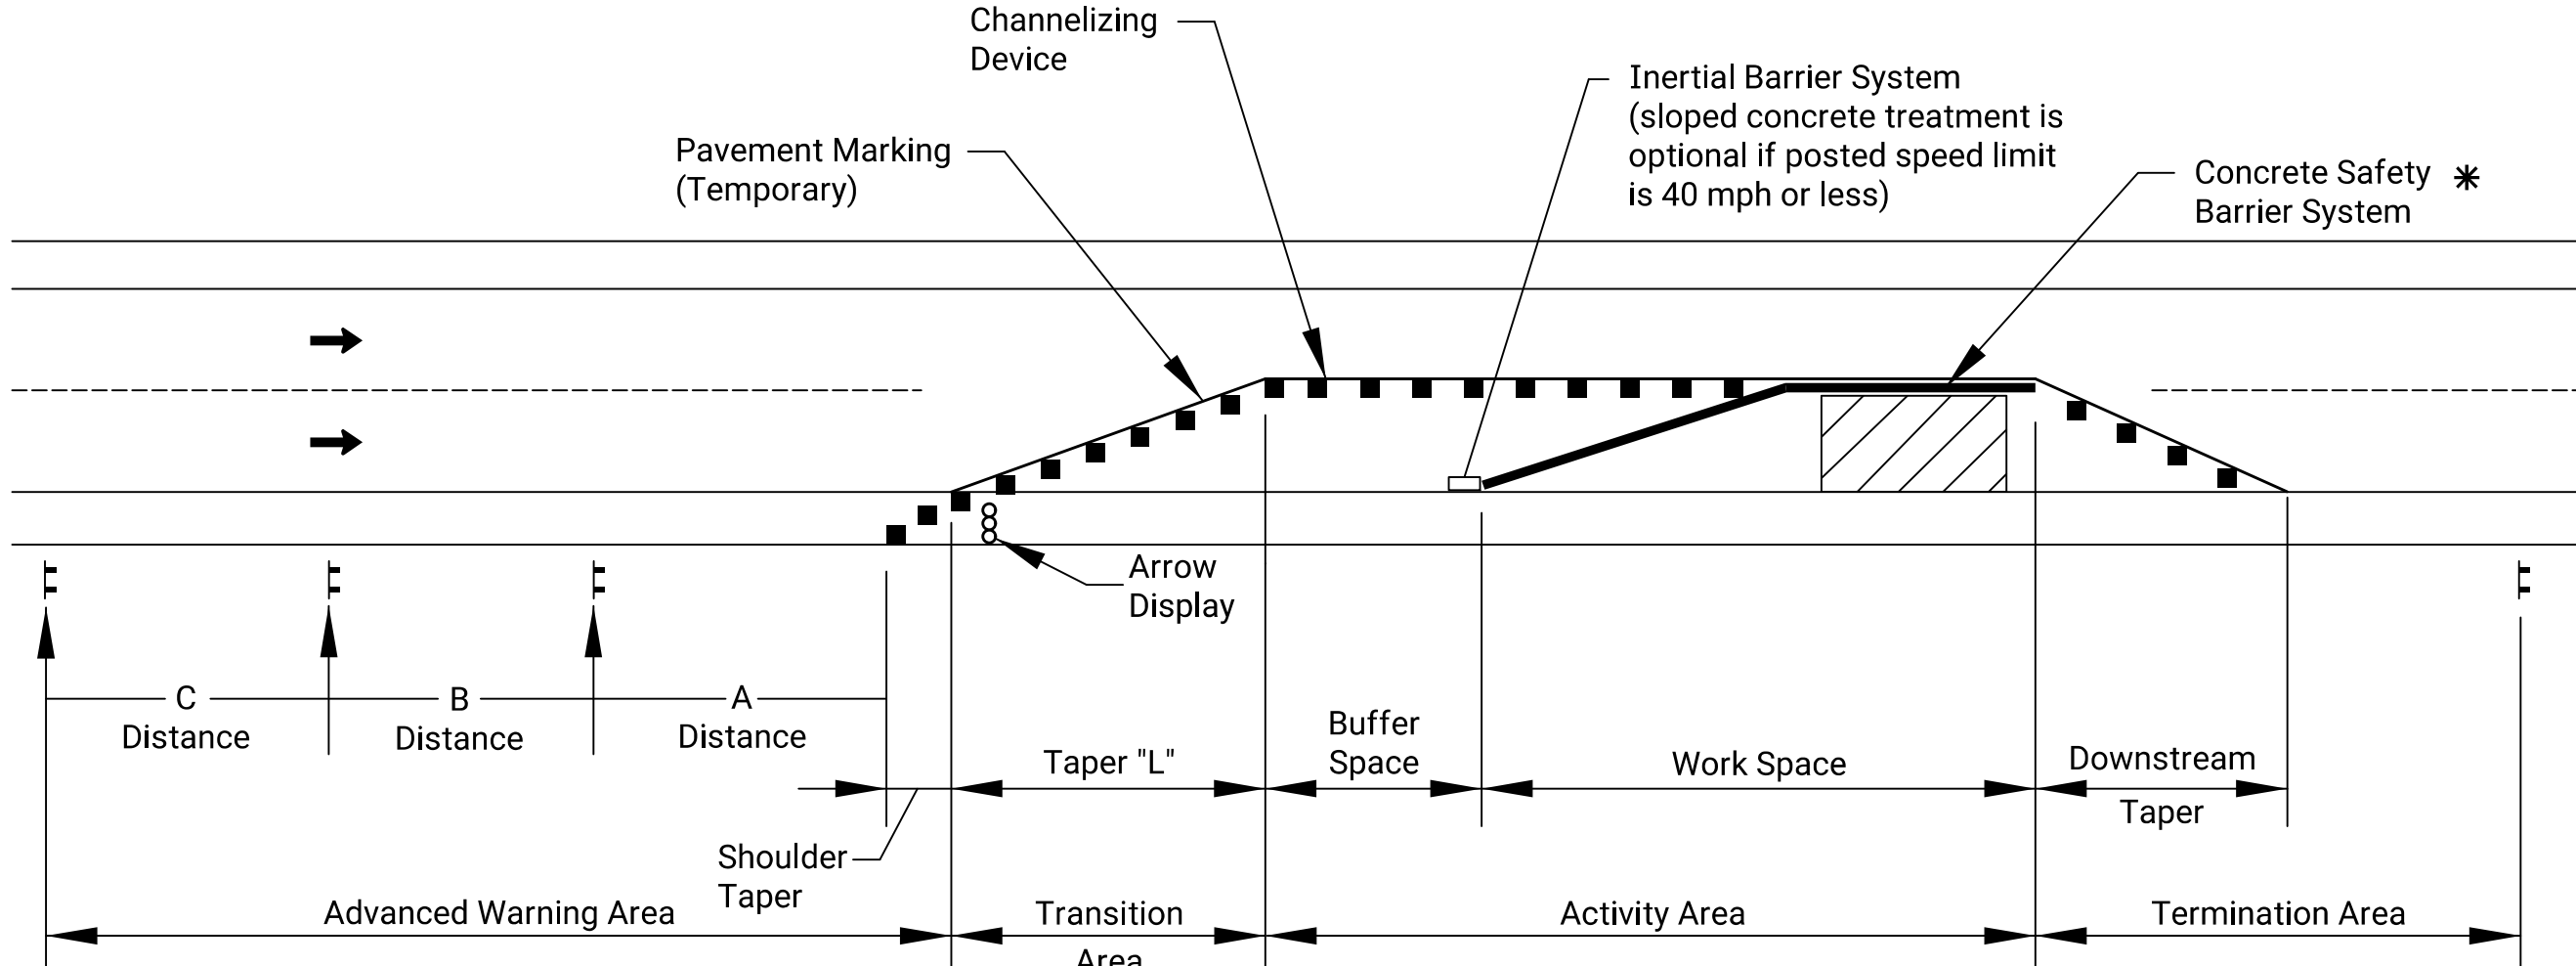 Channelizing
Device
Inertial Barrier System
(sloped concrete treatment is
optional if posted speed limit
is 40 mph or less)
Pavement Marking
(Temporary)
Concrete Safety *
Barrier System
Arrow
Display
C
Distance
B
Distance
A
Distance
Shoulder
Taper
Taper "L"
Buffer
Space
Work Space
Downstream
Taper
Advanced Warning Area
Transition
Area
Activity Area
Termination Area